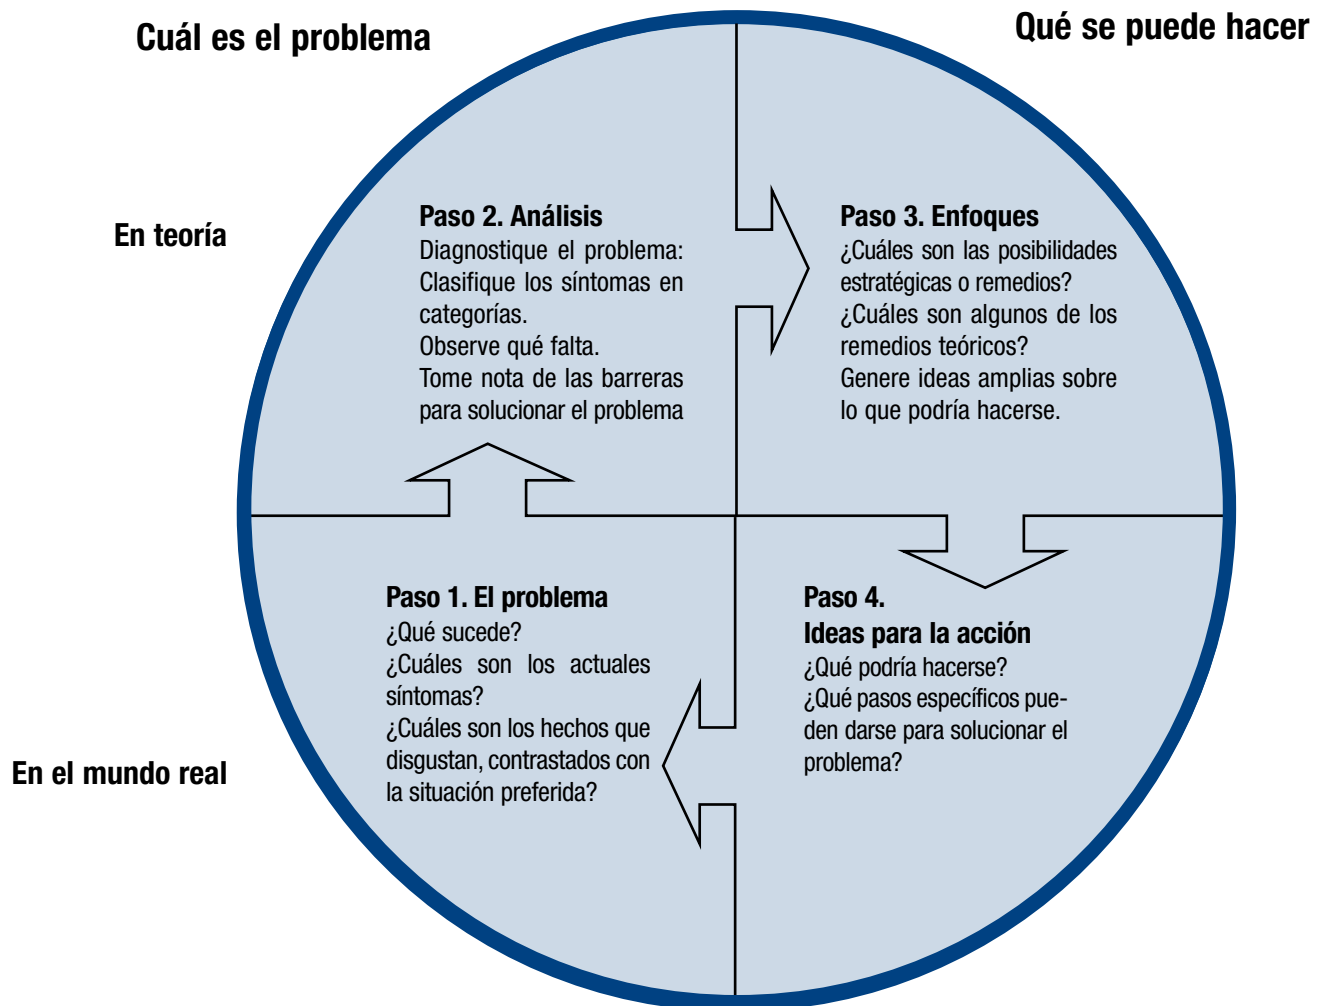 Cuál es el problema
Qué se puede hacer
En teoría
Paso 2. Análisis
Diagnostique el problema:
Clasifique los síntomas en
categorías.
Observe qué falta.
Tome nota de las barreras
para solucionar el problema
Paso 3. Enfoques
¿Cuáles son las posibilidades
estratégicas o remedios?
¿Cuáles son algunos de los
remedios teóricos?
Genere ideas amplias sobre
lo que podría hacerse.
En el mundo real
Paso 1. El problema
¿Qué sucede?
¿Cuáles son los actuales
síntomas?
¿Cuáles son los hechos que
disgustan, contrastados con
la situación preferida?
Paso 4.
Ideas para la acción
¿Qué podría hacerse?
¿Qué pasos específicos pue-
den darse para solucionar el
problema?